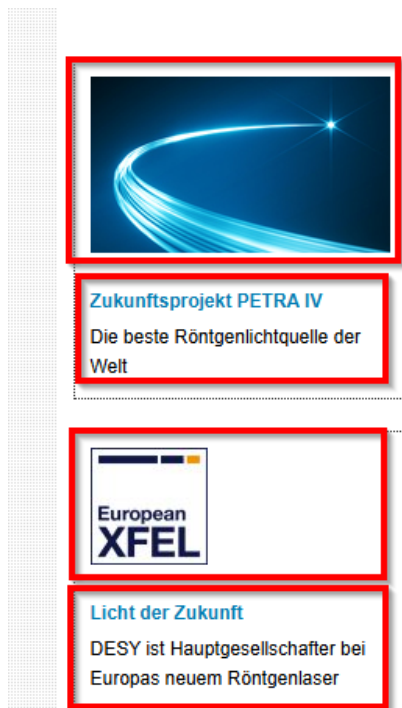 Zukunftsprojekt PETRA IV
Die beste Röntgenlichtquelle der
Welt
European
XFEL
Licht der Zukunft
DESY ist Hauptgesellschafter bei
Europas neuem Röntgenlaser